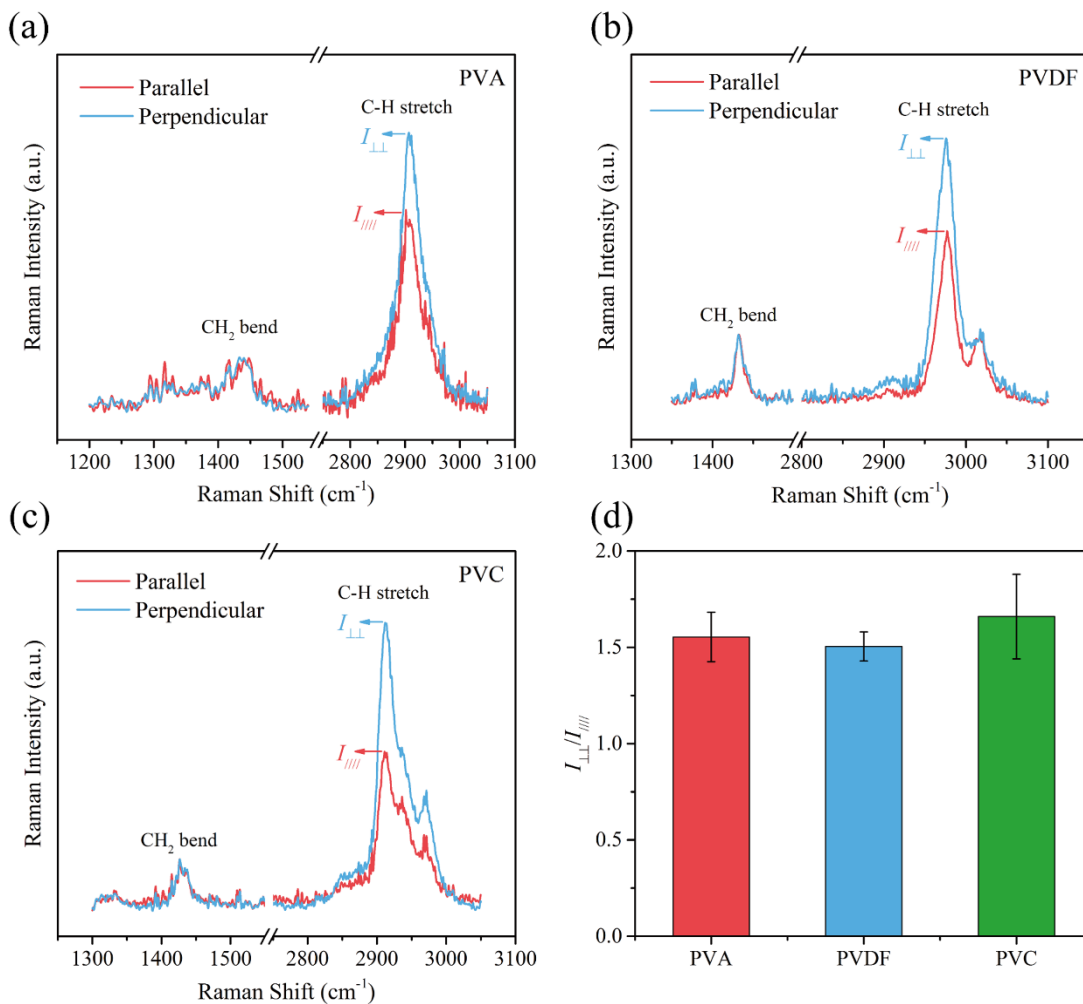 (a)
PVA
Parallel
Perpendicular
C-H stretch
I⊥⊥
I////
CH₂ bend
Raman Intensity (a.u.)
1200 1300 1400 1500 2800 2900 3000 3100
Raman Shift (cm⁻¹)
(b)
PVDF
Parallel
Perpendicular
C-H stretch
I⊥⊥
I////
CH₂ bend
Raman Intensity (a.u.)
1300 1400 2800 2900 3000 3100
Raman Shift (cm⁻¹)
(c)
PVC
Parallel
Perpendicular
C-H stretch
I⊥⊥
I////
CH₂ bend
Raman Intensity (a.u.)
1300 1400 1500 2800 2900 3000 3100
Raman Shift (cm⁻¹)
(d)
2.0
1.5
1.0
0.5
0.0
I⊥⊥/I////
PVA PVDF PVC